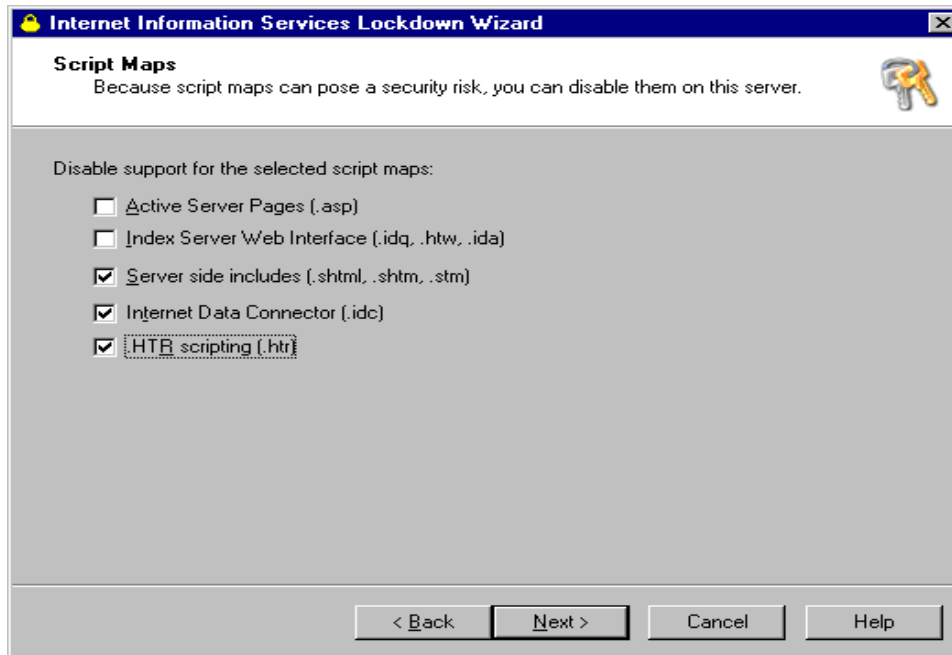 Internet Information Services Lockdown Wizard
Script Maps
Because script maps can pose a security risk, you can disable them on this server.
Disable support for the selected script maps:
Active Server Pages (.asp)
Index Server Web Interface (.idq, .htw, .ida)
Server side includes (.shtml, .shtm, .stm)
Internet Data Connector (.idc)
.HTR scripting (.htr)
< Back Next > Cancel Help